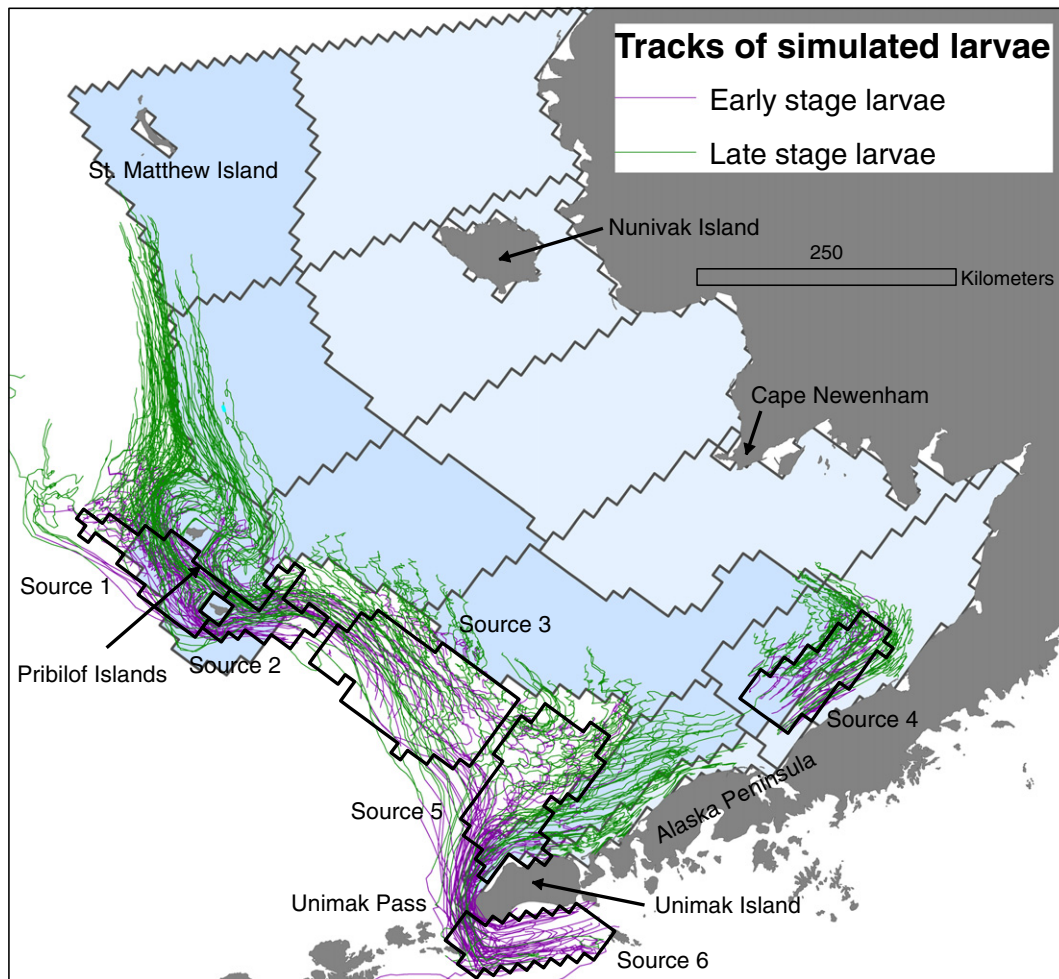 Tracks of simulated larvae
Early stage larvae
Late stage larvae
St. Matthew Island
Nunivak Island
250
Kilometers
Cape Newenham
Source 1
Source 3
Pribilof Islands
Source 2
Source 4
Alaska Peninsula
Source 5
Unimak Pass
Unimak Island
Source 6